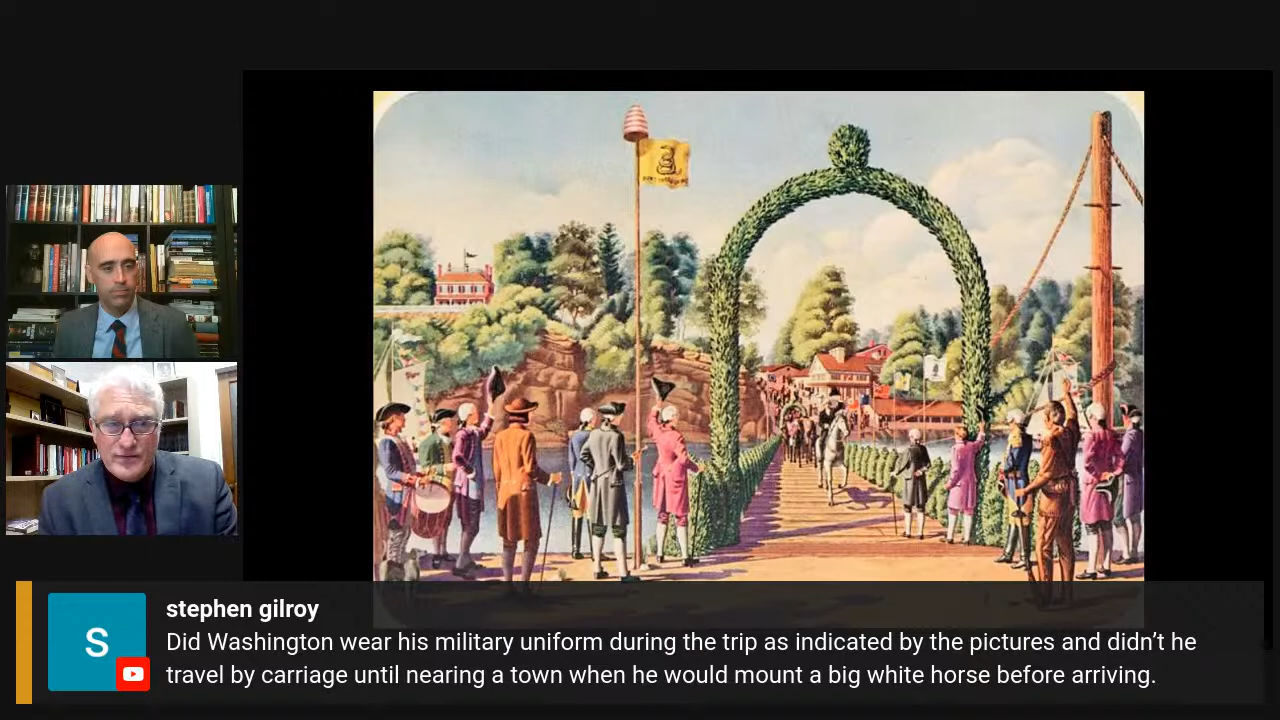 stephen gilroy
S
Did Washington wear his military uniform during the trip as indicated by the pictures and didn’t he
travel by carriage until nearing a town when he would mount a big white horse before arriving.